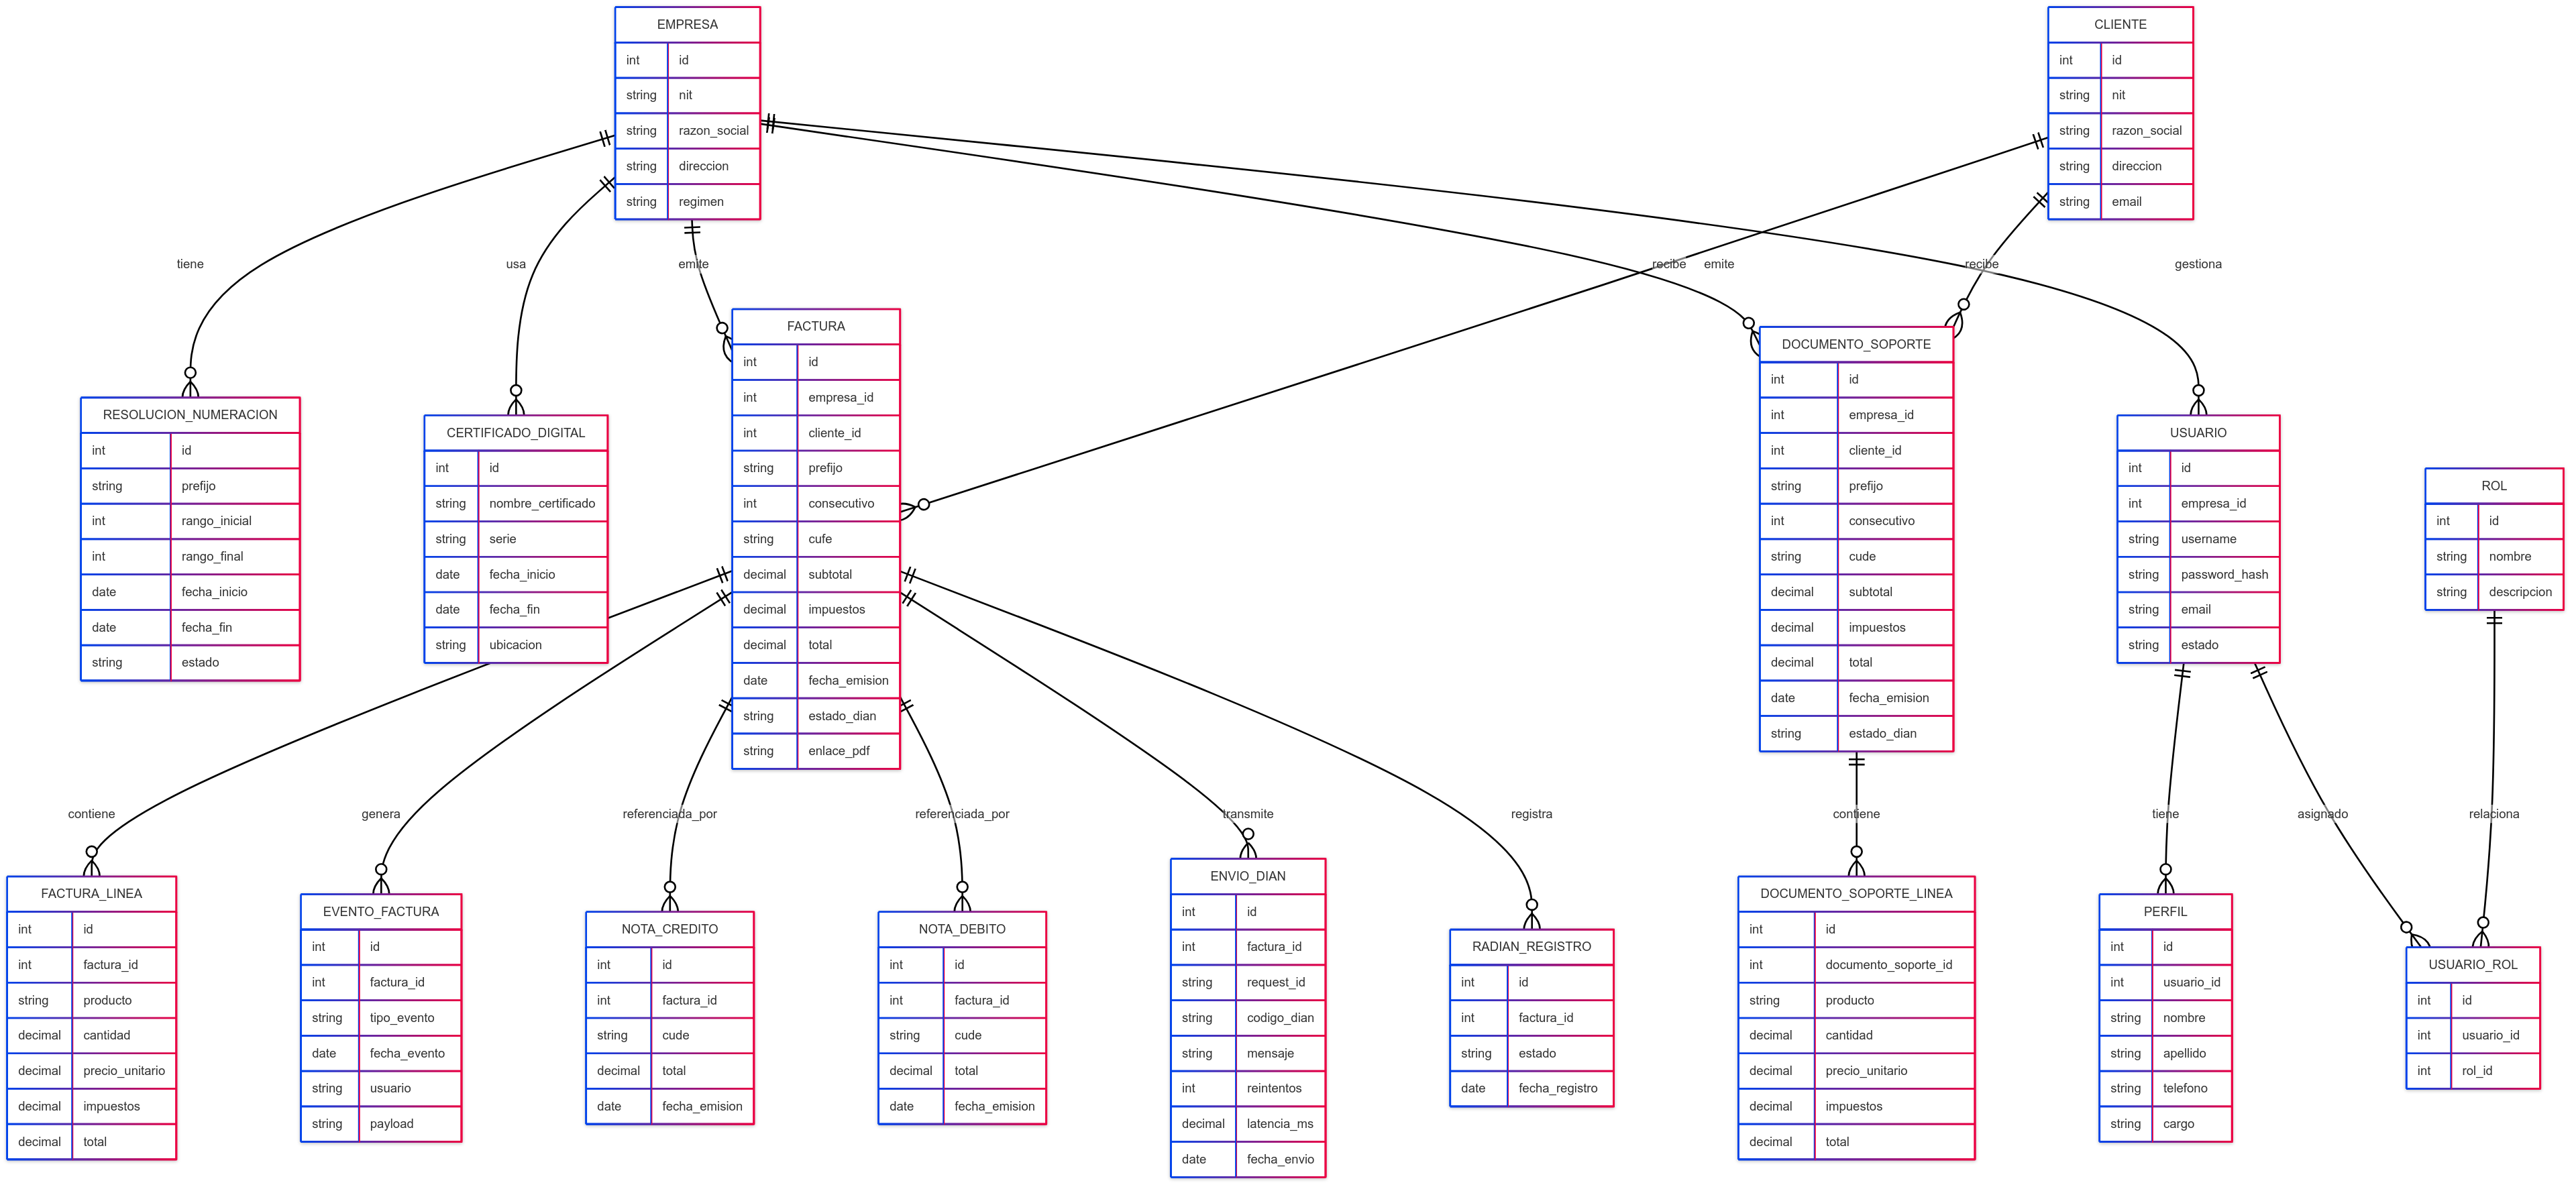 EMPRESA
int id
string nit
string razon_social
string direccion
string regimen
CLIENTE
int id
string nit
string razon_social
string direccion
string email
tiene
usa
emite
recibe
emite
recibe
gestiona
FACTURA
int id
int empresa_id
int cliente_id
string prefijo
int consecutivo
string cufe
decimal subtotal
decimal impuestos
decimal total
date fecha_emision
string estado_dian
string enlace_pdf
DOCUMENTO_SOPORTE
int id
int empresa_id
int cliente_id
string prefijo
int consecutivo
string cude
decimal subtotal
decimal impuestos
decimal total
date fecha_emision
string estado_dian
RESOLUCION_NUMERACION
int id
string prefijo
int rango_inicial
int rango_final
date fecha_inicio
date fecha_fin
string estado
CERTIFICADO_DIGITAL
int id
string nombre_certificado
string serie
date fecha_inicio
date fecha_fin
string ubicacion
USUARIO
int id
int empresa_id
string username
string password_hash
string email
string estado
ROL
int id
string nombre
string descripcion
contiene
genera
referenciada_por
referenciada_por
transmite
registra
contiene
tiene
asignado
relaciona
FACTURA_LINEA
int id
int factura_id
string producto
decimal cantidad
decimal precio_unitario
decimal impuestos
decimal total
EVENTO_FACTURA
int id
int factura_id
string tipo_evento
date fecha_evento
string usuario
string payload
NOTA_CREDITO
int id
int factura_id
string cude
decimal total
date fecha_emision
NOTA_DEBITO
int id
int factura_id
string cude
decimal total
date fecha_emision
ENVIO_DIAN
int id
int factura_id
string request_id
string codigo_dian
string mensaje
int reintentos
decimal latencia_ms
date fecha_envio
RADIAN_REGISTRO
int id
int factura_id
string estado
date fecha_registro
DOCUMENTO_SOPORTE_LINEA
int id
int documento_soporte_id
string producto
decimal cantidad
decimal precio_unitario
decimal impuestos
decimal total
PERFIL
int id
int usuario_id
string nombre
string apellido
string telefono
string cargo
USUARIO_ROL
int id
int usuario_id
int rol_id